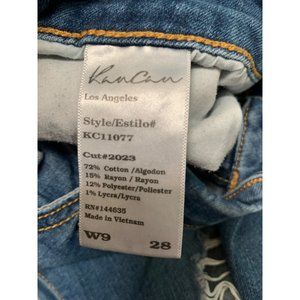 KanCan
Los Angeles
Style/Estilo#
KC11077
Cut#2023
72% Cotton /Algodon
15% Rayon / Rayon
12% Polyester/Poliester
1% Lycra/Lycra
RN#144635
Made in Vietnam
W9 28